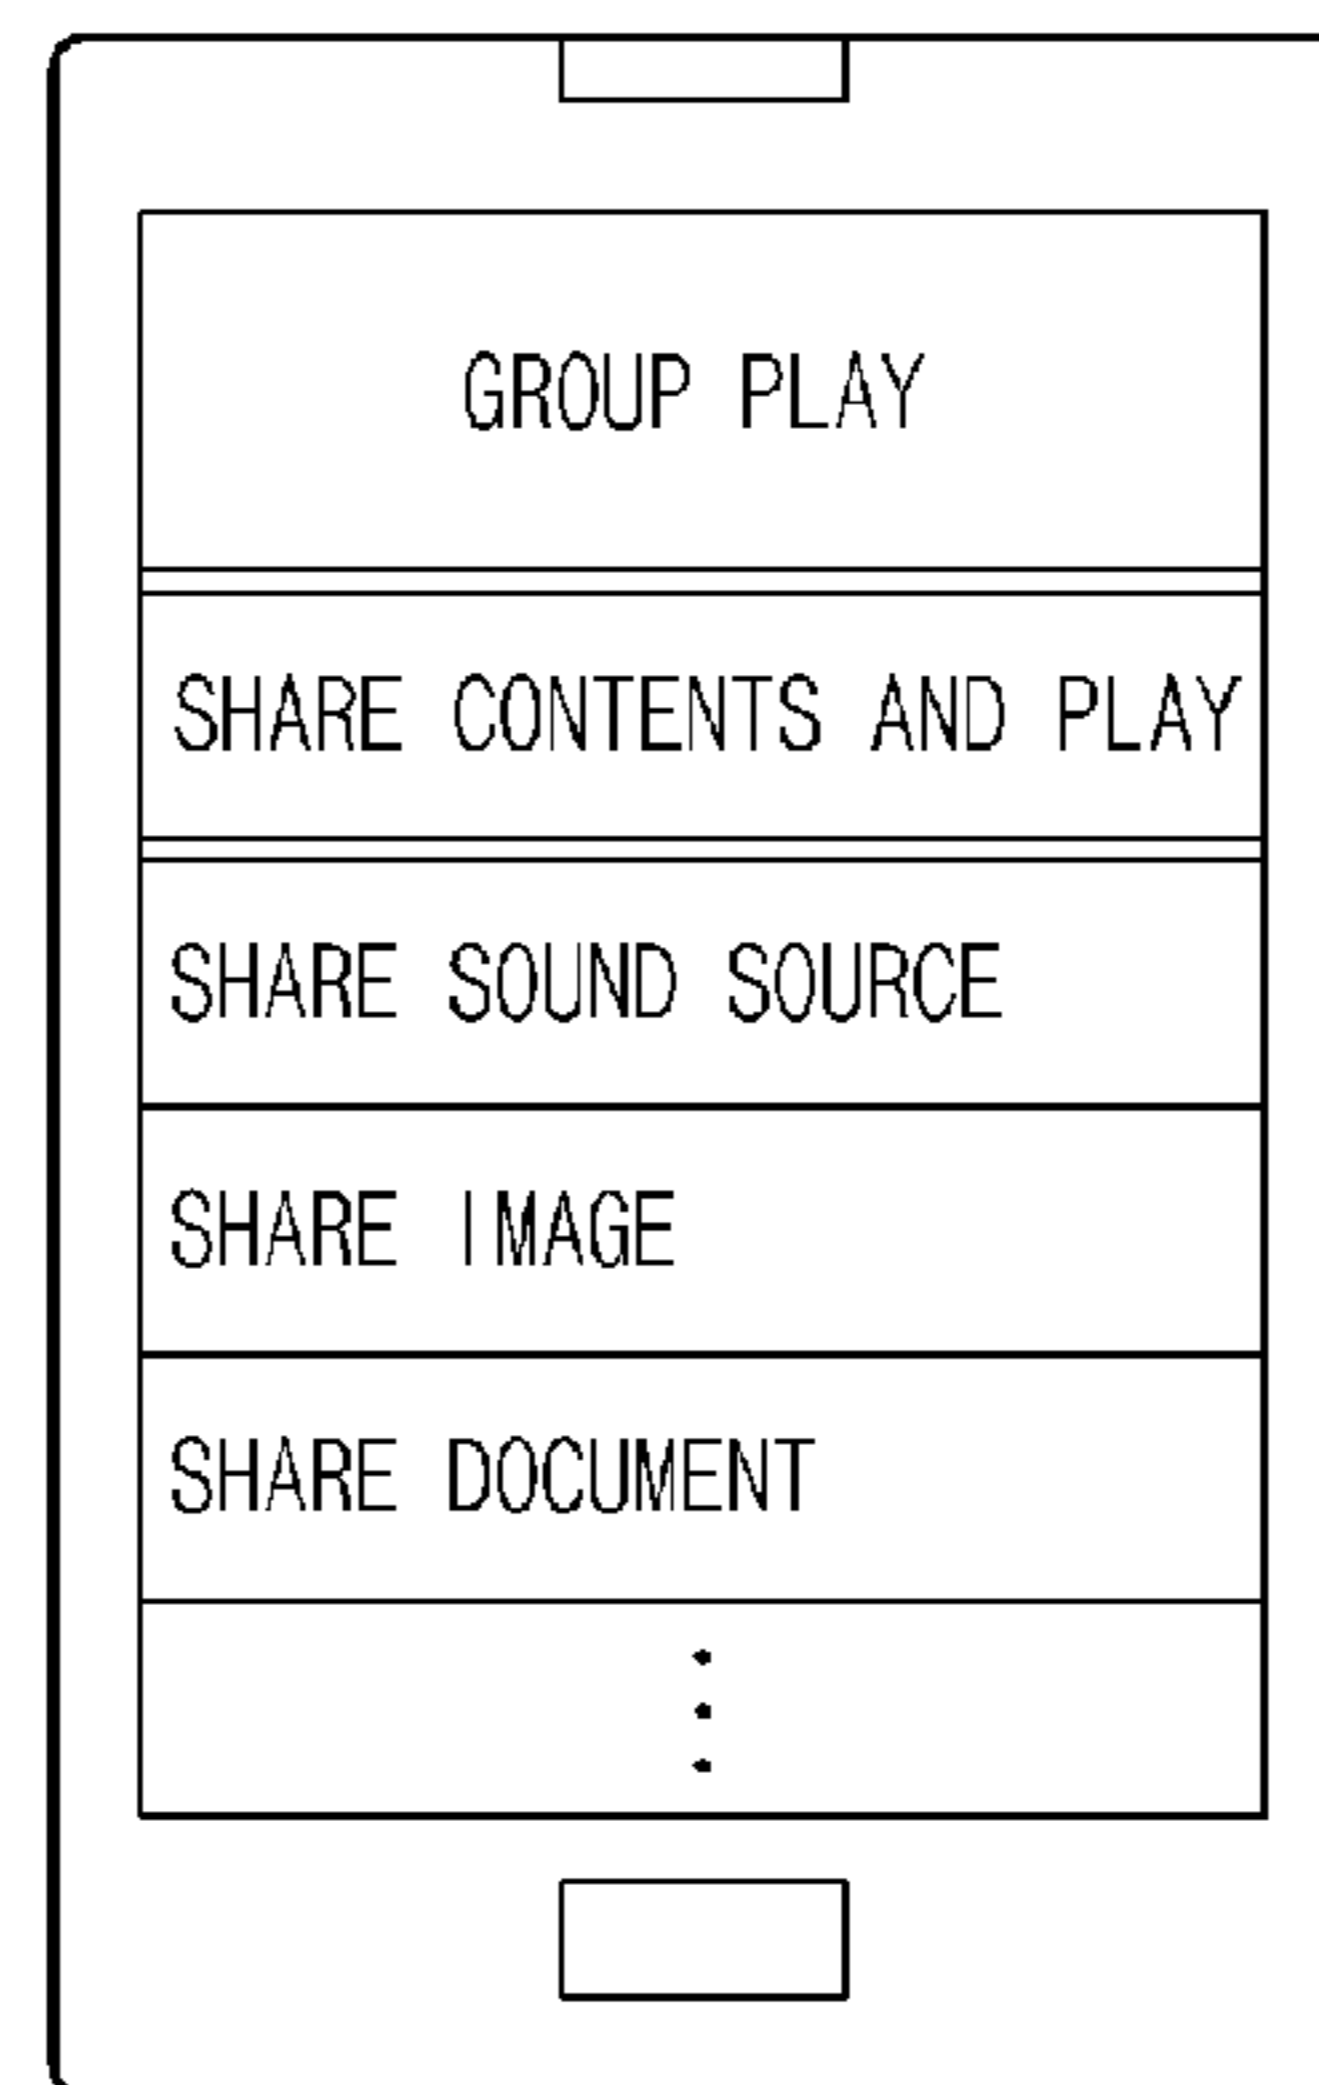 GROUP PLAY
SHARE CONTENTS AND PLAY
SHARE SOUND SOURCE
SHARE IMAGE
SHARE DOCUMENT